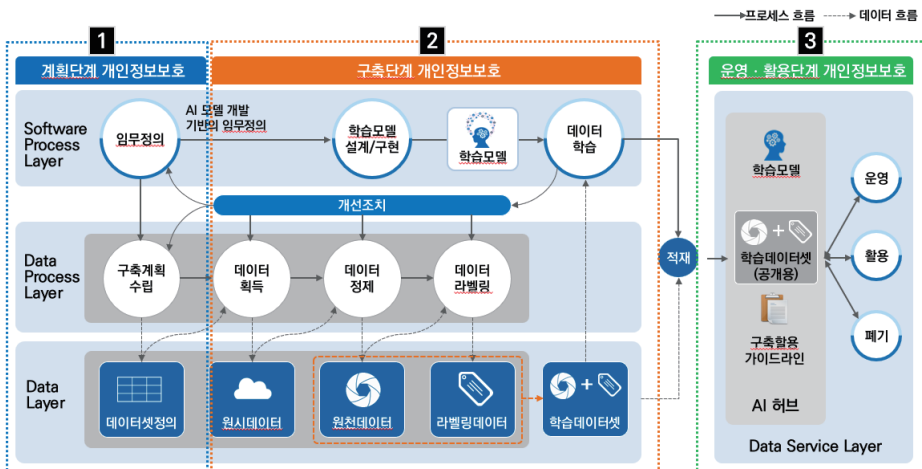 프로세스 흐름
데이터 흐름
1
2
3
계획단계 개인정보보호
구축단계 개인정보보호
운영 · 활용단계 개인정보보호
Software
Process
Layer
임무정의
AI 모델 개발
기반의 임무정의
학습모델
설계/구현
학습모델
데이터
학습
개선조치
Data
Process
Layer
구축계획
수립
데이터
획득
데이터
정제
데이터
라벨링
적재
Data
Layer
데이터셋정의
원시데이터
원천데이터
라벨링데이터
+
학습데이터셋
학습모델
+
학습데이터셋
(공개용)
구축할용
가이드라인
AI 허브
운영
활용
폐기
Data Service Layer